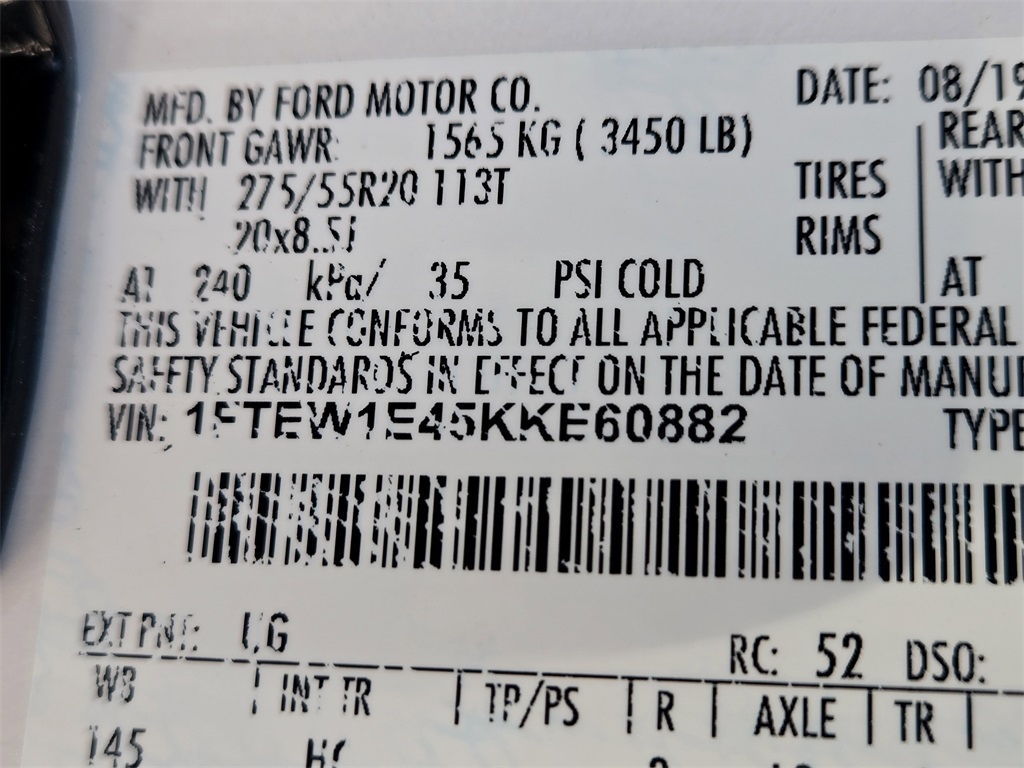 MFD. BY FORD MOTOR CO. DATE: 08/19
FRONT GAWR: 1565 KG ( 3450 LB) REAR
WITH 275/55R20 113T TIRES WITH
20x8.5J RIMS
AT 240 kPa/ 35 PSI COLD AT
THIS VEHICLE CONFORMS TO ALL APPLICABLE FEDERAL
SAFETY STANDARDS IN EFFECT ON THE DATE OF MANU
VIN: 1FTEW1E45KKE60882 TYPE
EXT PNT: UG RC: 52 DSO:
WB | INT TR | TP/PS | R | AXLE | TR |
145